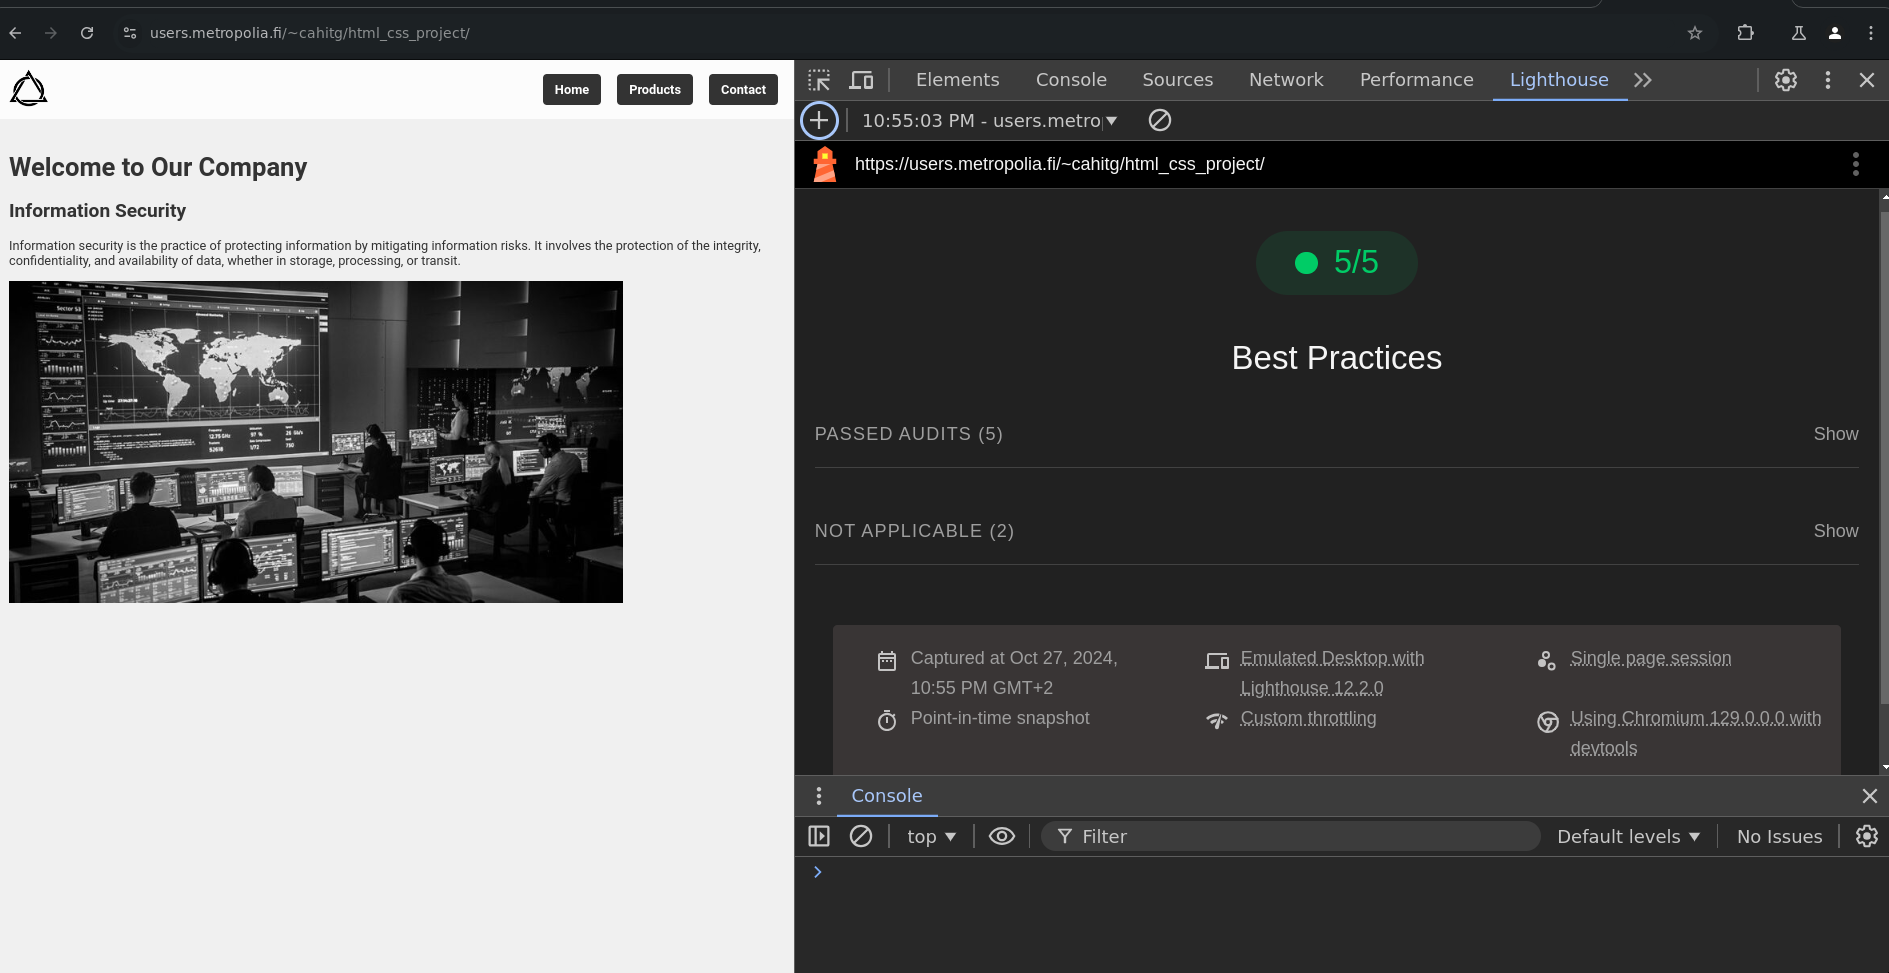 users.metropolia.fi/~cahitg/html_css_project/
Home
Products
Contact
Welcome to Our Company
Information Security
Information security is the practice of protecting information by mitigating information risks. It involves the protection of the integrity,
confidentiality, and availability of data, whether in storage, processing, or transit.
Sector 53
Elements
Console
Sources
Network
Performance
Lighthouse
10:55:03 PM - users.metro
https://users.metropolia.fi/~cahitg/html_css_project/
5/5
Best Practices
PASSED AUDITS (5)
Show
NOT APPLICABLE (2)
Show
Captured at Oct 27, 2024,
10:55 PM GMT+2
Emulated Desktop with
Lighthouse 12.2.0
Single page session
Point-in-time snapshot
Custom throttling
Using Chromium 129.0.0.0 with
devtools
Console
top
Filter
Default levels
No Issues